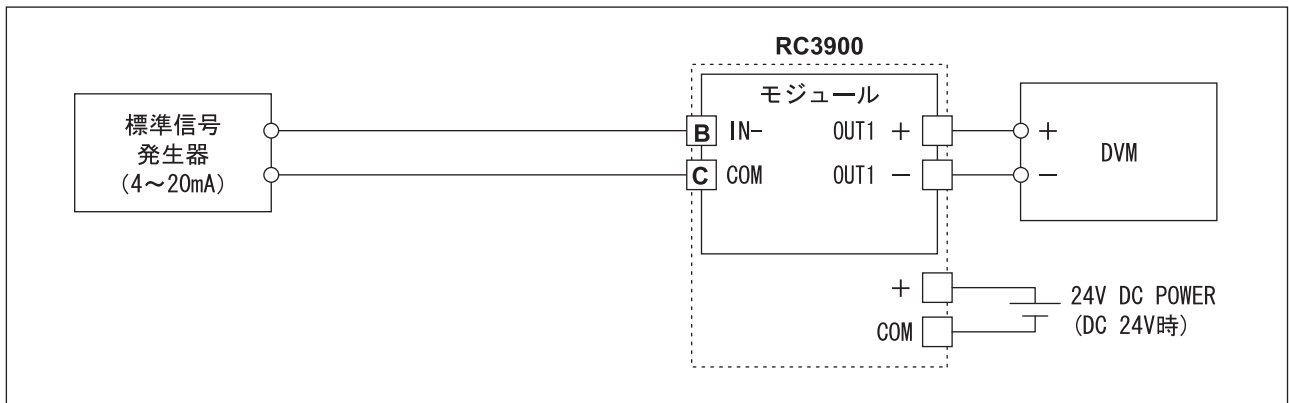 RC3900
モジュール
標準信号
発生器
(4～20mA)
B IN- OUT1 + + DVM
C COM OUT1 - -
+
24V DC POWER
(DC 24V時)
COM